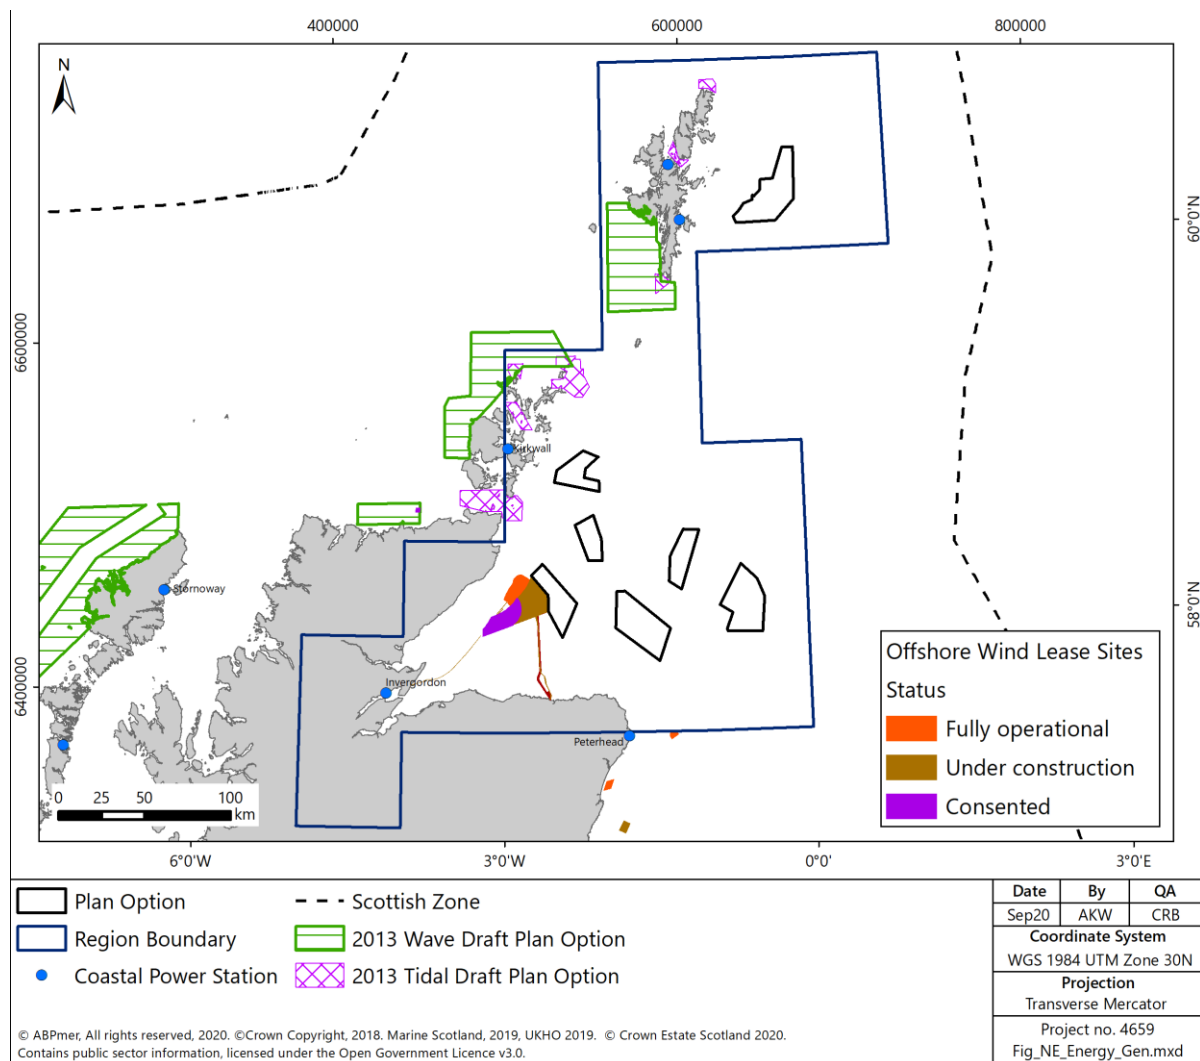 400000
600000
800000
N
60°0'N
6600000
Kirkwall
Stornoway
58°0'N
Offshore Wind Lease Sites
Status
Fully operational
Under construction
Consented
6400000
Invergordon
Peterhead
0 25 50 100
km
6°0'W
3°0'W
0°0'
3°0'E
Plan Option
Scottish Zone
Region Boundary
2013 Wave Draft Plan Option
Coastal Power Station
2013 Tidal Draft Plan Option
Date By QA
Sep20 AKW CRB
Coordinate System
WGS 1984 UTM Zone 30N
Projection
Transverse Mercator
Project no. 4659
Fig_NE_Energy_Gen.mxd
© ABPmer, All rights reserved, 2020. ©Crown Copyright, 2018. Marine Scotland, 2019, UKHO 2019. © Crown Estate Scotland 2020.
Contains public sector information, licensed under the Open Government Licence v3.0.